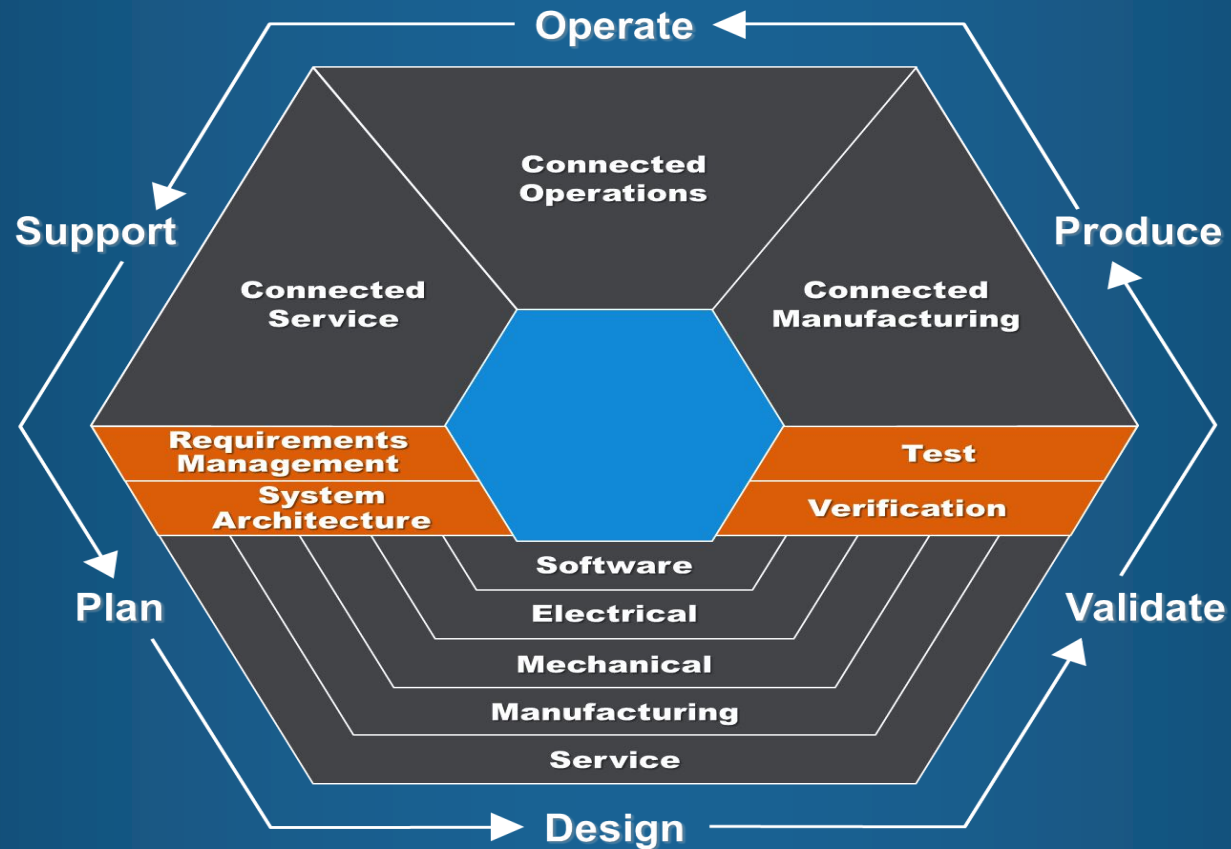 Operate
Connected
Operations
Support
Produce
Connected
Service
Connected
Manufacturing
Requirements
Management
Test
System
Architecture
Verification
Software
Electrical
Plan
Validate
Mechanical
Manufacturing
Service
Design